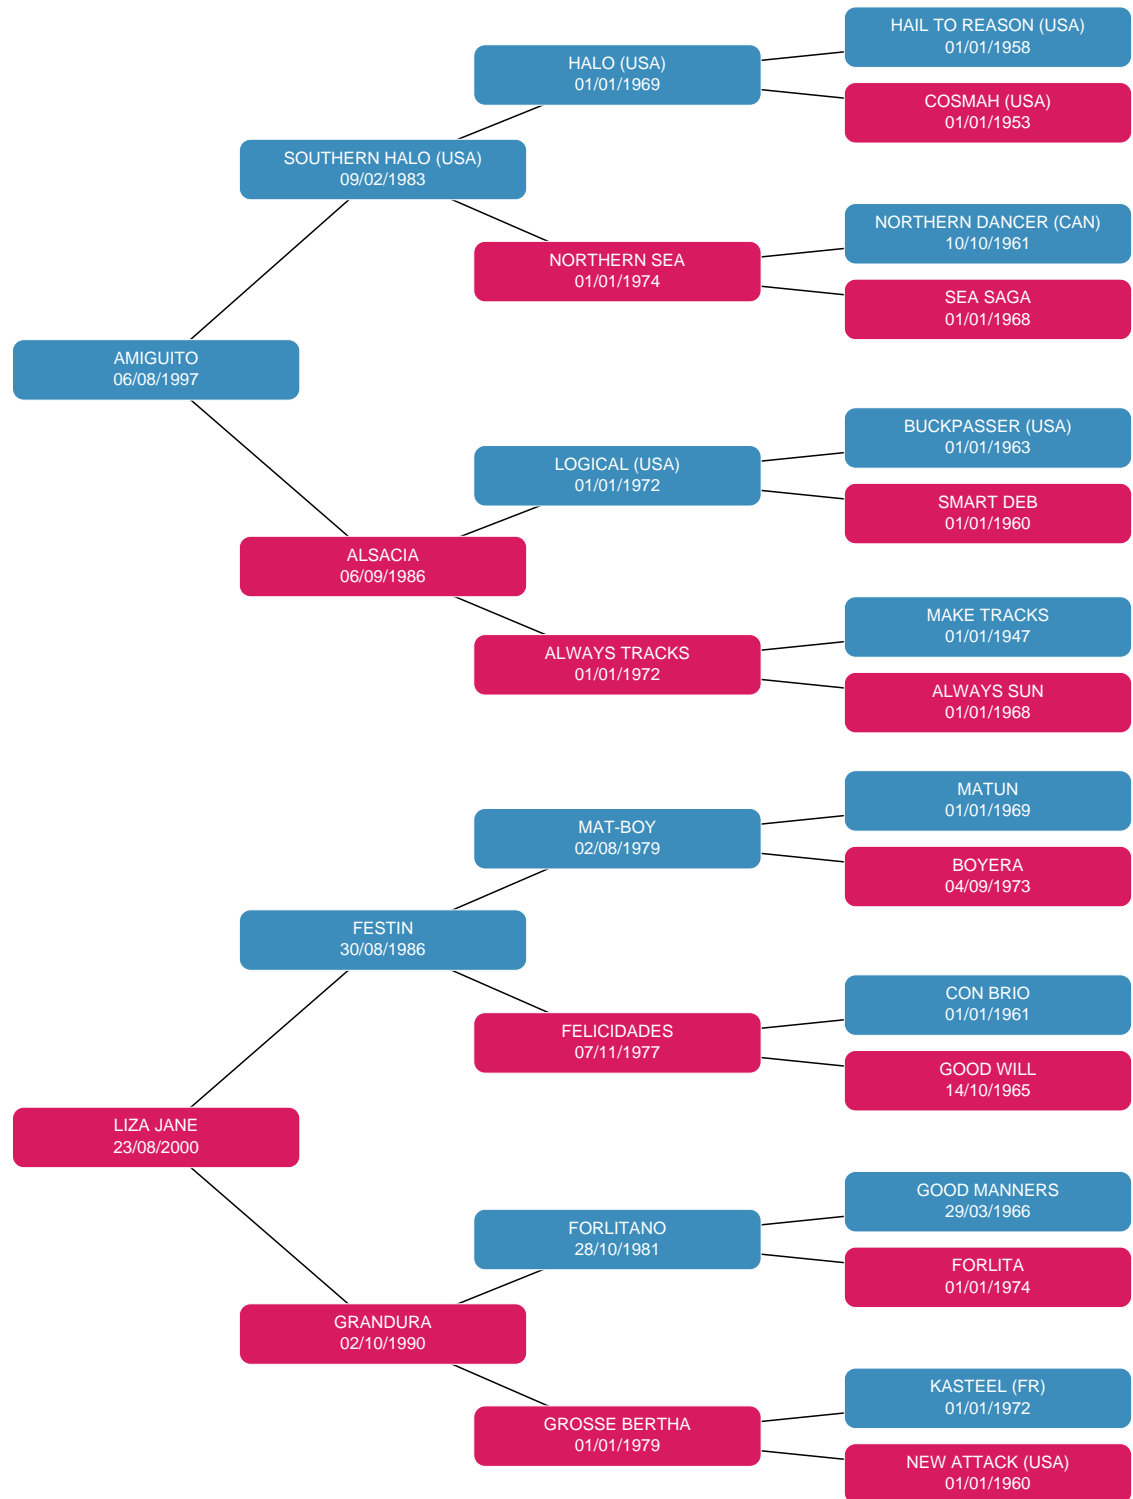 HAIL TO REASON (USA)
01/01/1958
HALO (USA)
01/01/1969
COSMAH (USA)
01/01/1953
SOUTHERN HALO (USA)
09/02/1983
NORTHERN DANCER (CAN)
10/10/1961
NORTHERN SEA
01/01/1974
SEA SAGA
01/01/1968
AMIGUITO
06/08/1997
BUCKPASSER (USA)
01/01/1963
LOGICAL (USA)
01/01/1972
SMART DEB
01/01/1960
ALSACIA
06/09/1986
MAKE TRACKS
01/01/1947
ALWAYS TRACKS
01/01/1972
ALWAYS SUN
01/01/1968
MATUN
01/01/1969
MAT-BOY
02/08/1979
BOYERA
04/09/1973
FESTIN
30/08/1986
CON BRIO
01/01/1961
FELICIDADES
07/11/1977
GOOD WILL
14/10/1965
LIZA JANE
23/08/2000
GOOD MANNERS
29/03/1966
FORLITANO
28/10/1981
FORLITA
01/01/1974
GRANDURA
02/10/1990
KASTEEL (FR)
01/01/1972
GROSSE BERTHA
01/01/1979
NEW ATTACK (USA)
01/01/1960